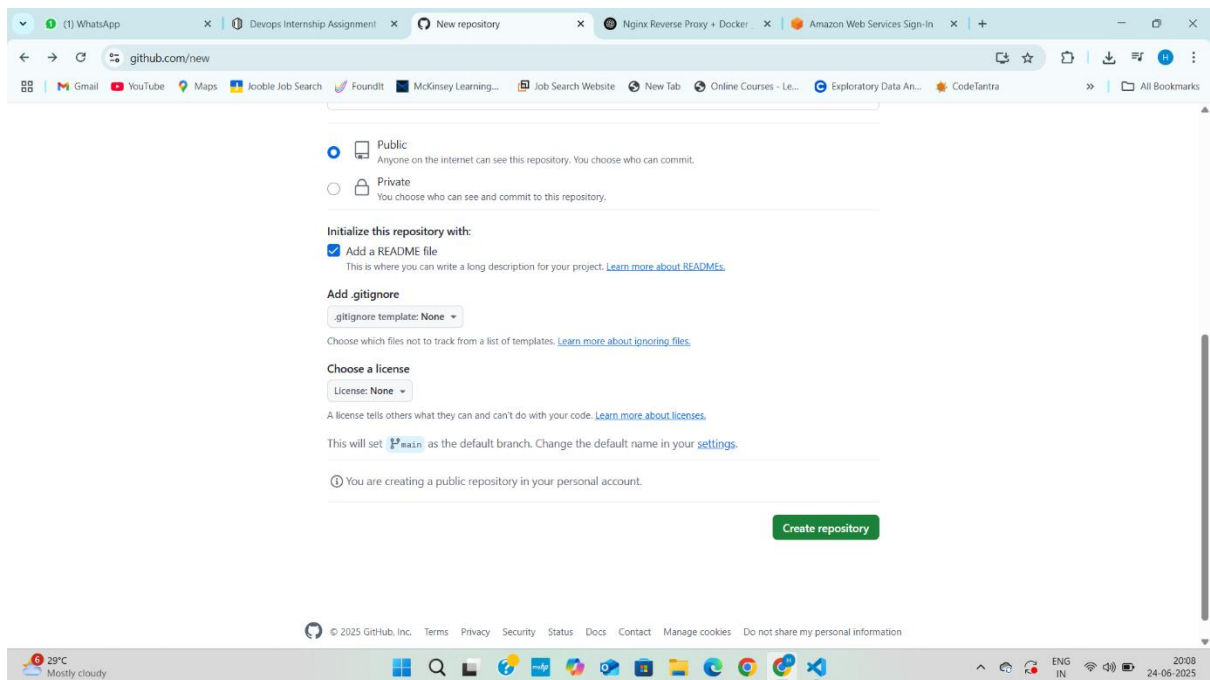 (1) WhatsApp
Devops Internship Assignment
New repository
Nginx Reverse Proxy + Docker
Amazon Web Services Sign-In
github.com/new
H
Gmail
YouTube
Maps
Jooble Job Search
FoundIt
McKinsey Learning...
Job Search Website
New Tab
Online Courses - Le...
Exploratory Data An...
CodeTantra
»
All Bookmarks
Public
Anyone on the internet can see this repository. You choose who can commit.
Private
You choose who can see and commit to this repository.
Initialize this repository with:
Add a README file
This is where you can write a long description for your project. Learn more about READMEs.
Add .gitignore
.gitignore template: None
Choose which files not to track from a list of templates. Learn more about ignoring files.
Choose a license
License: None
A license tells others what they can and can't do with your code. Learn more about licenses.
This will set main as the default branch. Change the default name in your settings.
You are creating a public repository in your personal account.
Create repository
© 2025 GitHub, Inc. Terms Privacy Security Status Docs Contact Manage cookies Do not share my personal information
6
29°C
Mostly cloudy
ENG
IN
20:08
24-06-2025